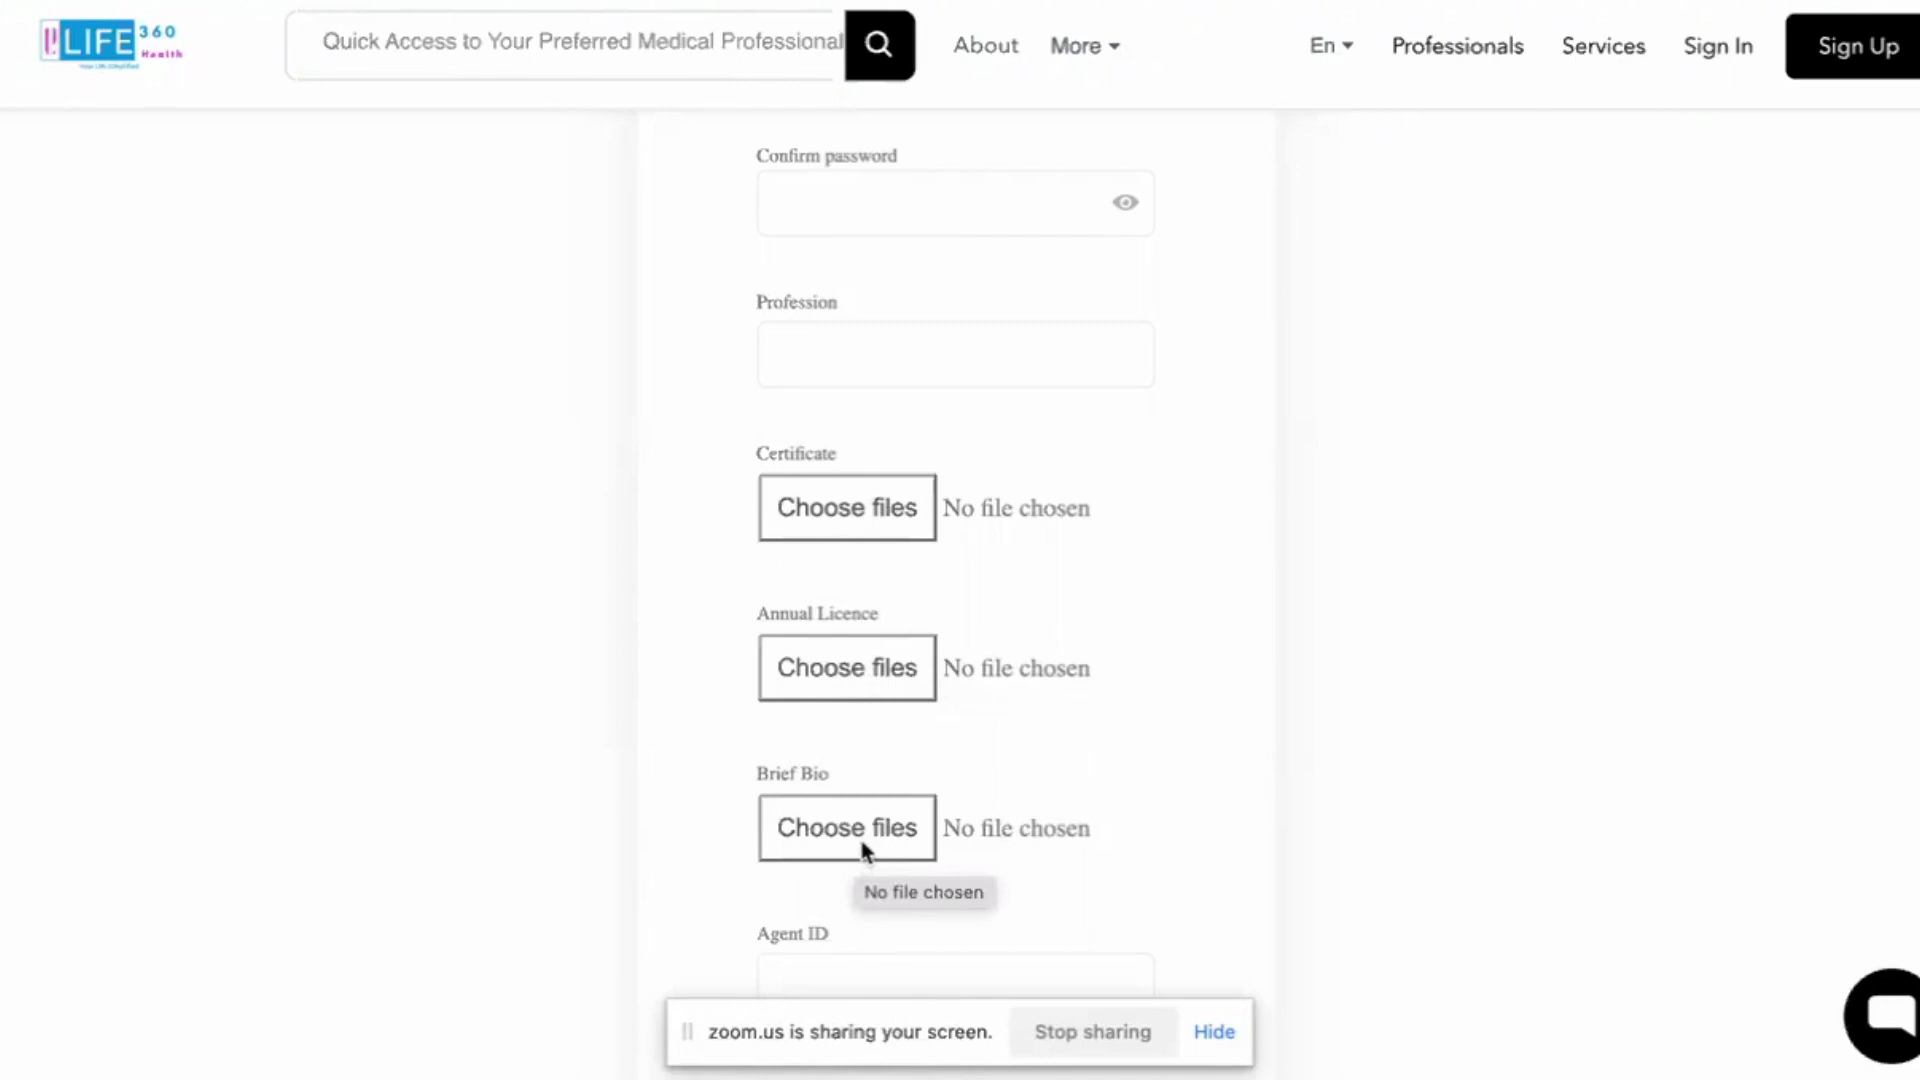 LIFE 360
Health
Quick Access to Your Preferred Medical Professional
About
More
En
Professionals
Services
Sign In
Sign Up
Confirm password
Profession
Certificate
Choose files No file chosen
Annual Licence
Choose files No file chosen
Brief Bio
Choose files No file chosen
No file chosen
Agent ID
zoom.us is sharing your screen.
Stop sharing
Hide